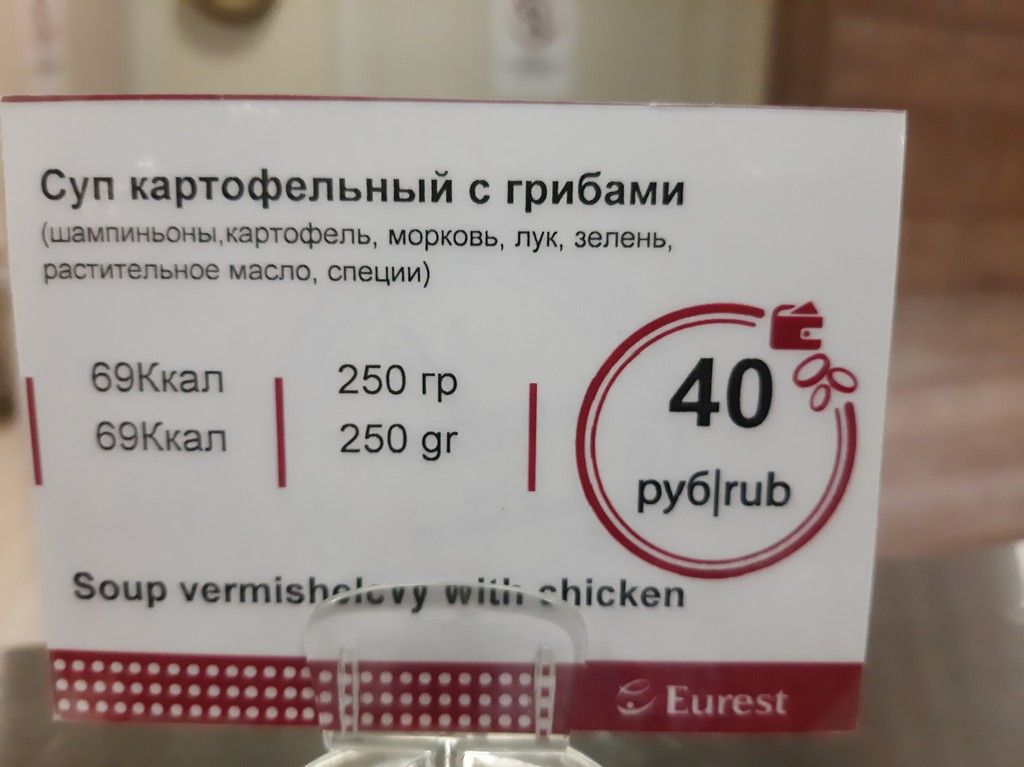 Суп картофельный с грибами
(шампиньоны,картофель, морковь, лук, зелень,
растительное масло, специи)
69Ккал
250 гр
69Ккал
250 gr
40
руб|rub
Soup vermishelevy with chicken
Eurest